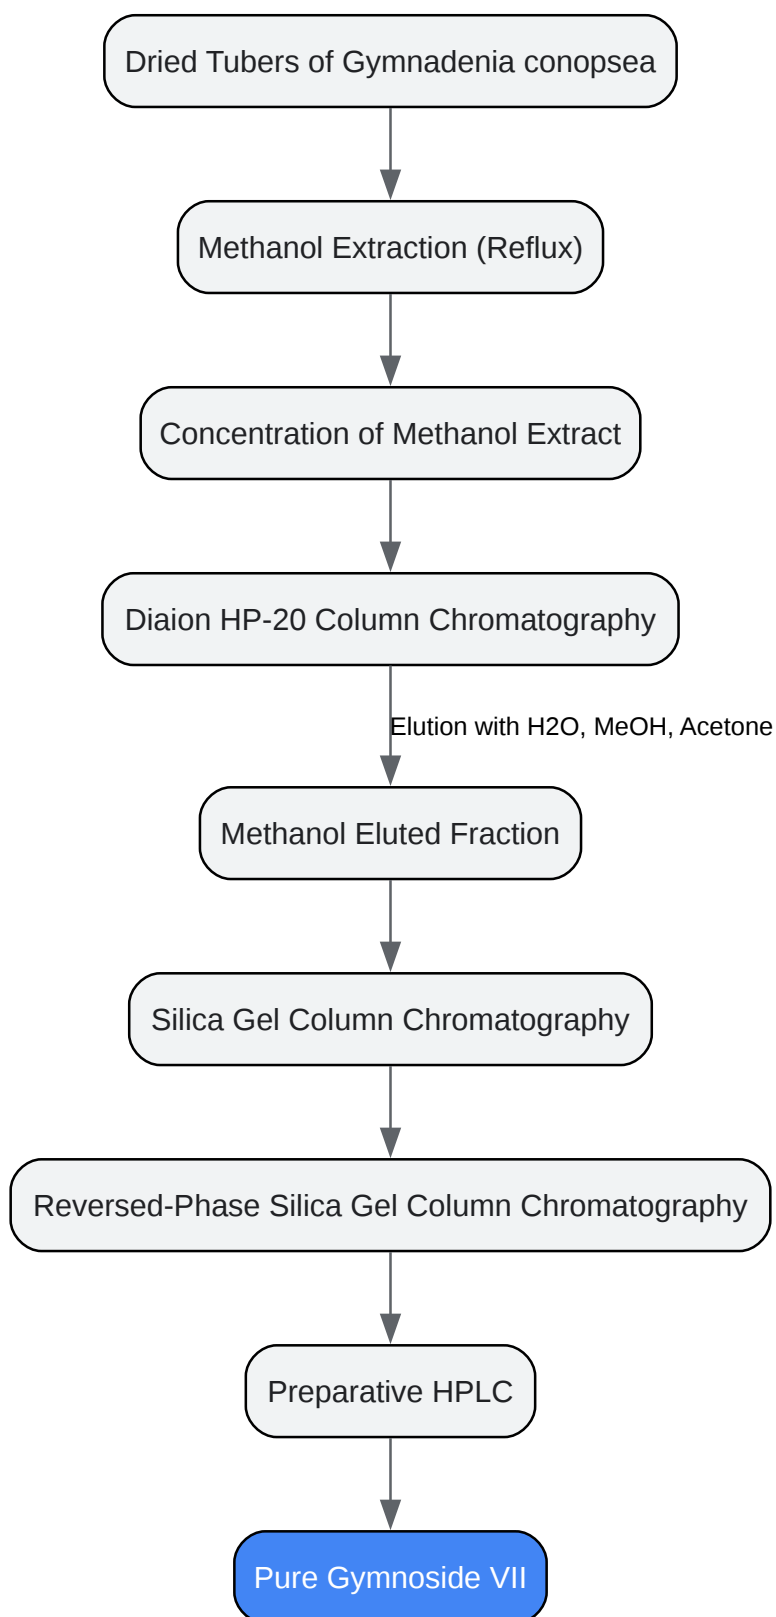 Dried Tubers of Gymnadenia conopsea
Methanol Extraction (Reflux)
Concentration of Methanol Extract
Diaion HP-20 Column Chromatography
Elution with H2O, MeOH, Acetone
Methanol Eluted Fraction
Silica Gel Column Chromatography
Reversed-Phase Silica Gel Column Chromatography
Preparative HPLC
Pure Gymnoside VII